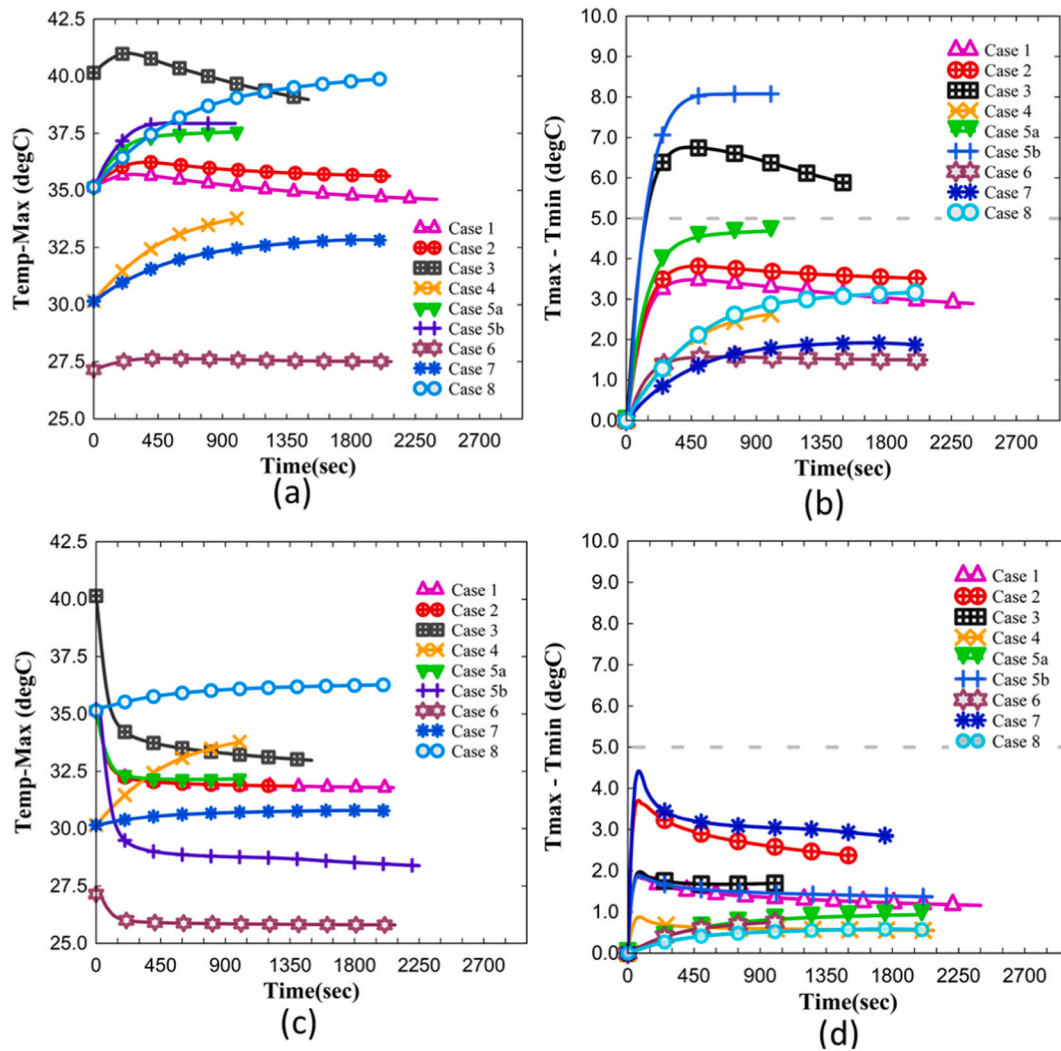 42.5
40.0
37.5
35.0
32.5
30.0
27.5
25.0
Temp-Max (degC)
0 450 900 1350 1800 2250 2700
Time(sec)
Case 1
Case 2
Case 3
Case 4
Case 5a
Case 5b
Case 6
Case 7
Case 8
(a)
10.0
9.0
8.0
7.0
6.0
5.0
4.0
3.0
2.0
1.0
0.0
Tmax - Tmin (degC)
0 450 900 1350 1800 2250 2700
Time(sec)
Case 1
Case 2
Case 3
Case 4
Case 5a
Case 5b
Case 6
Case 7
Case 8
(b)
42.5
40.0
37.5
35.0
32.5
30.0
27.5
25.0
Temp-Max (degC)
0 450 900 1350 1800 2250 2700
Time(sec)
Case 1
Case 2
Case 3
Case 4
Case 5a
Case 5b
Case 6
Case 7
Case 8
(c)
10.0
9.0
8.0
7.0
6.0
5.0
4.0
3.0
2.0
1.0
0.0
Tmax - Tmin (degC)
0 450 900 1350 1800 2250 2700
Time(sec)
Case 1
Case 2
Case 3
Case 4
Case 5a
Case 5b
Case 6
Case 7
Case 8
(d)